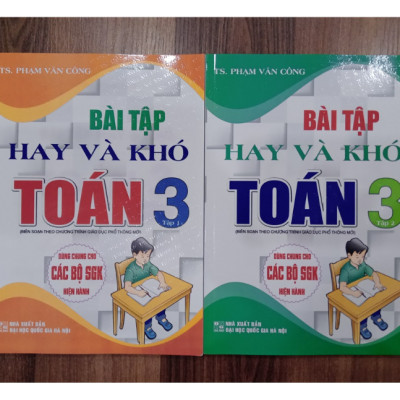 TS. PHẠM VĂN CÔNG
BÀI TẬP
HAY VÀ KHÓ
TOÁN 3
Tập 1
(BIÊN SOẠN THEO CHƯƠNG TRÌNH GIÁO DỤC PHỔ THÔNG MỚI)
DÙNG CHUNG CHO
CÁC BỘ SGK
HIỆN HÀNH
NHÀ XUẤT BẢN
ĐẠI HỌC QUỐC GIA HÀ NỘI
TS. PHẠM VĂN CÔNG
BÀI TẬP
HAY VÀ KHÓ
TOÁN 3
Tập
(BIÊN SOẠN THEO CHƯƠNG TRÌNH GIÁO DỤC PHỔ THÔNG MỚI)
DÙNG CHUNG CHO
CÁC BỘ SGK
HIỆN HÀNH
NHÀ XUẤT BẢN
ĐẠI HỌC QUỐC GIA HÀ NỘI